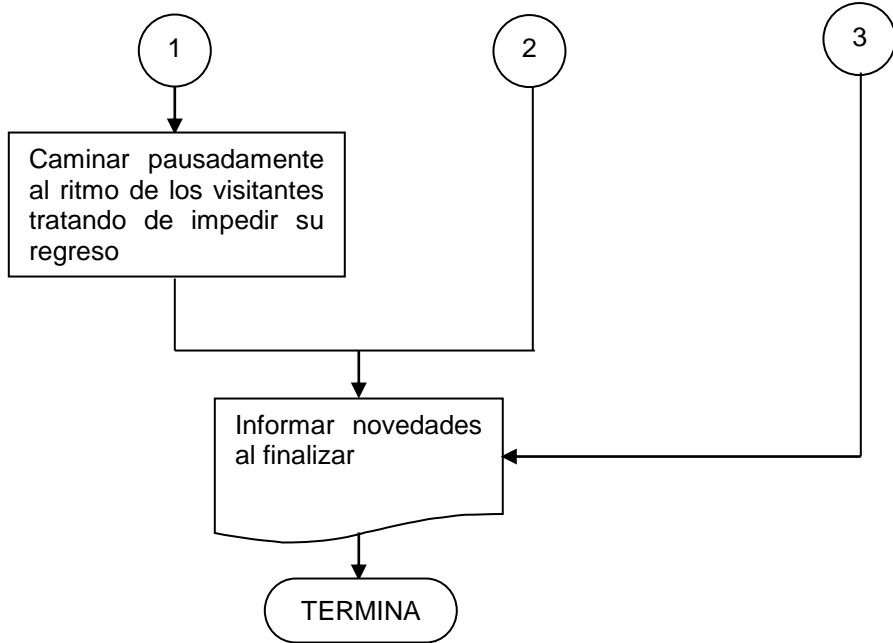 1
2
3
Caminar pausadamente
al ritmo de los visitantes
tratando de impedir su
regreso
Informar novedades
al finalizar
TERMINA